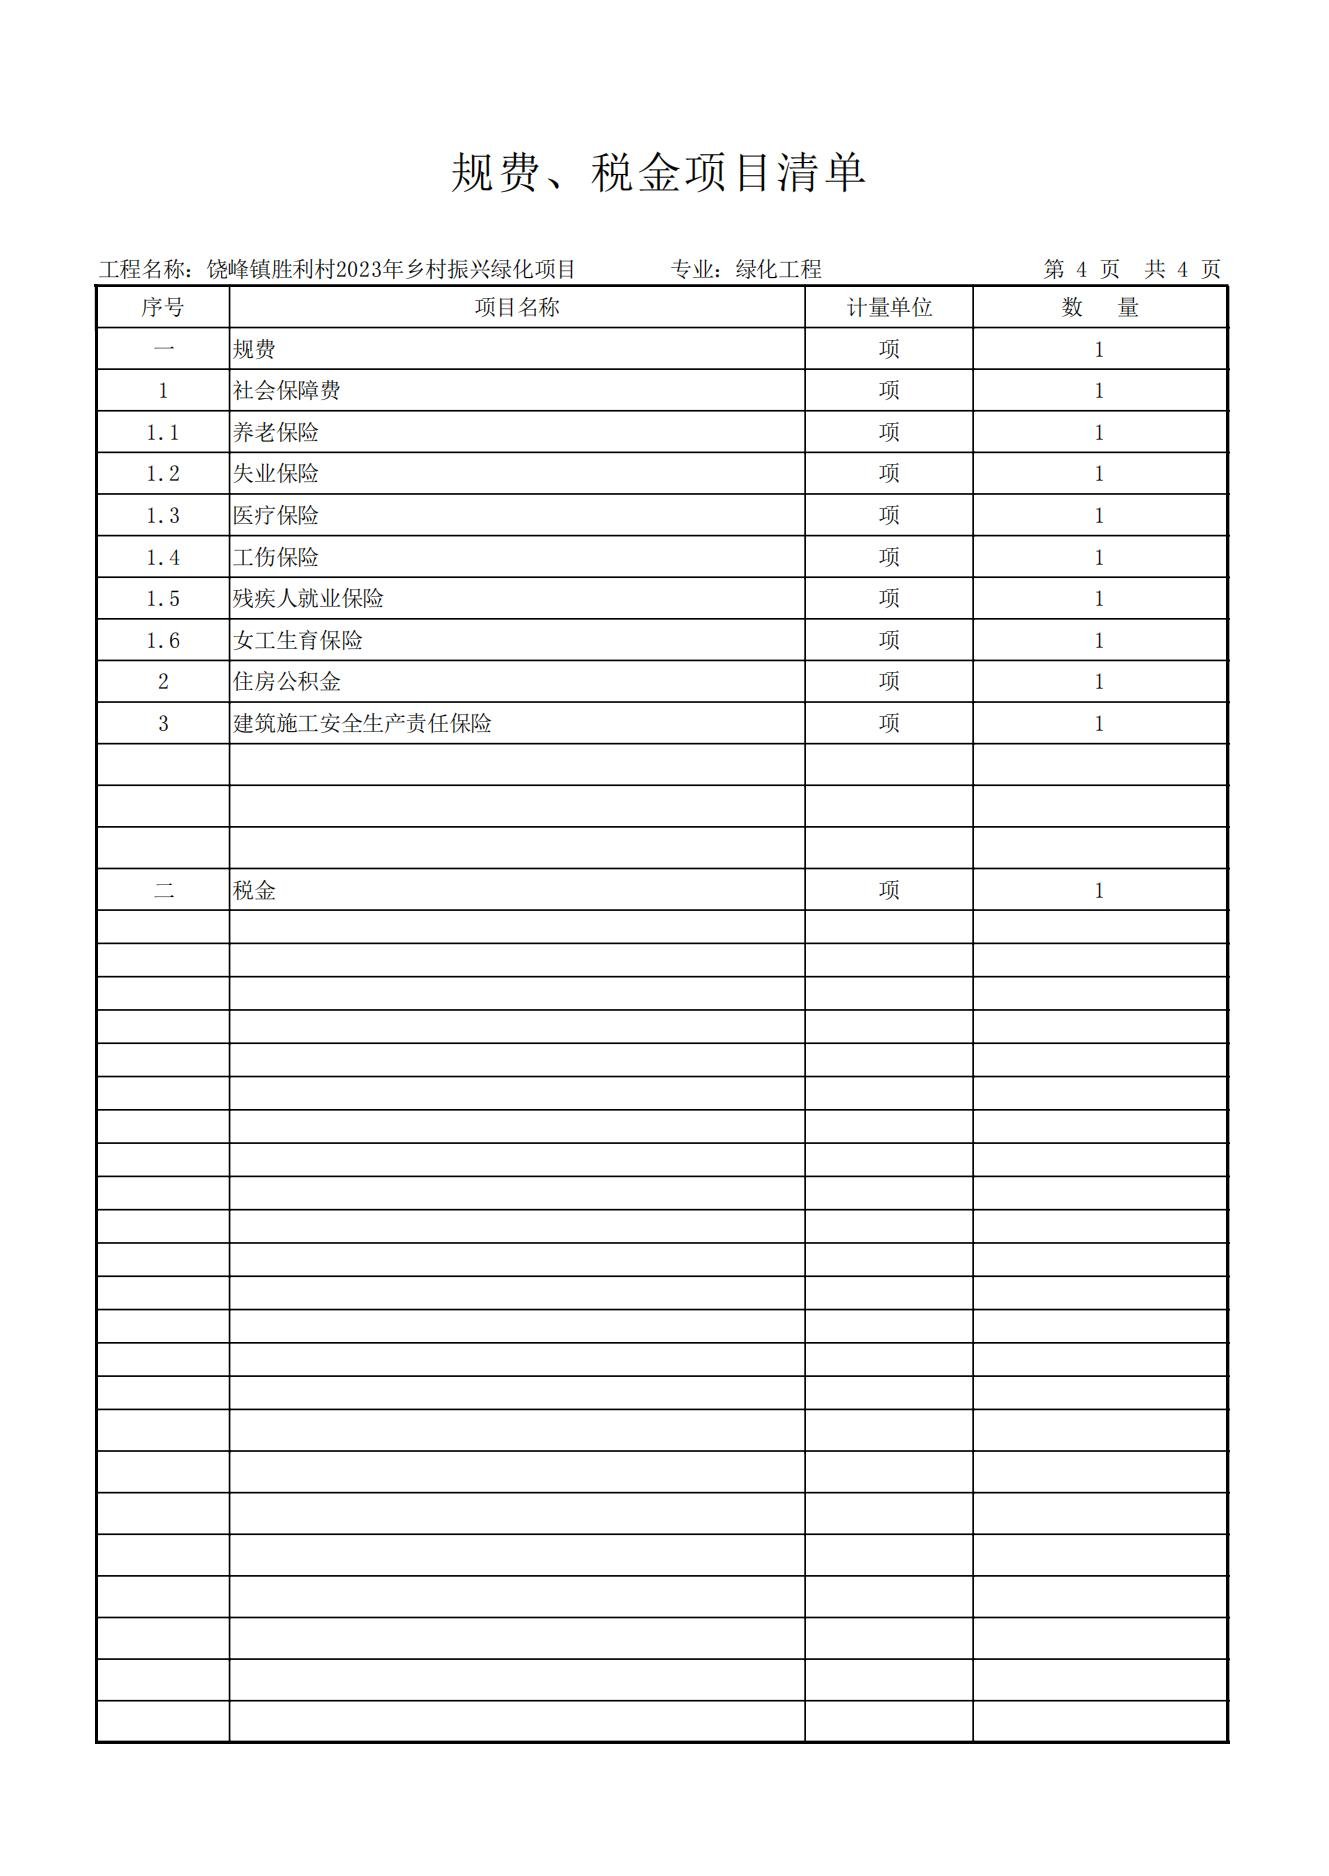 规费、税金项目清单
工程名称：饶峰镇胜利村2023年乡村振兴绿化项目 专业：绿化工程 第 4 页 共 4 页
序号 项目名称 计量单位 数 量
一 规费 项 1
1 社会保障费 项 1
1.1 养老保险 项 1
1.2 失业保险 项 1
1.3 医疗保险 项 1
1.4 工伤保险 项 1
1.5 残疾人就业保险 项 1
1.6 女工生育保险 项 1
2 住房公积金 项 1
3 建筑施工安全生产责任保险 项 1
二 税金 项 1